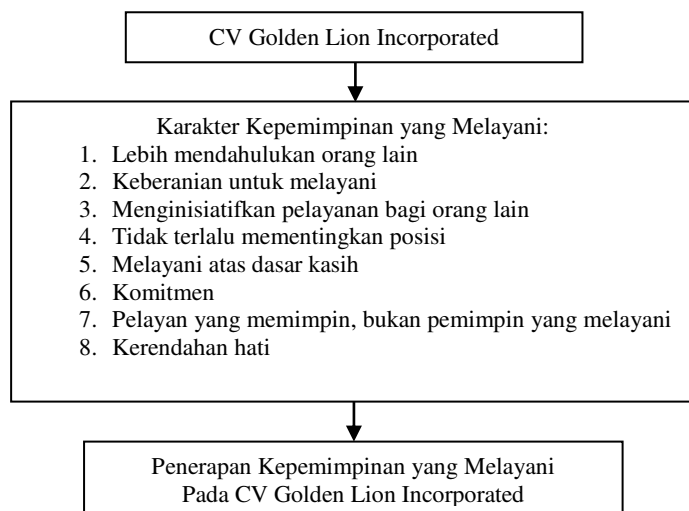 CV Golden Lion Incorporated
Karakter Kepemimpinan yang Melayani:
1. Lebih mendahulukan orang lain
2. Keberanian untuk melayani
3. Menginisiatifkan pelayanan bagi orang lain
4. Tidak terlalu mementingkan posisi
5. Melayani atas dasar kasih
6. Komitmen
7. Pelayan yang memimpin, bukan pemimpin yang melayani
8. Kerendahan hati
Penerapan Kepemimpinan yang Melayani
Pada CV Golden Lion Incorporated